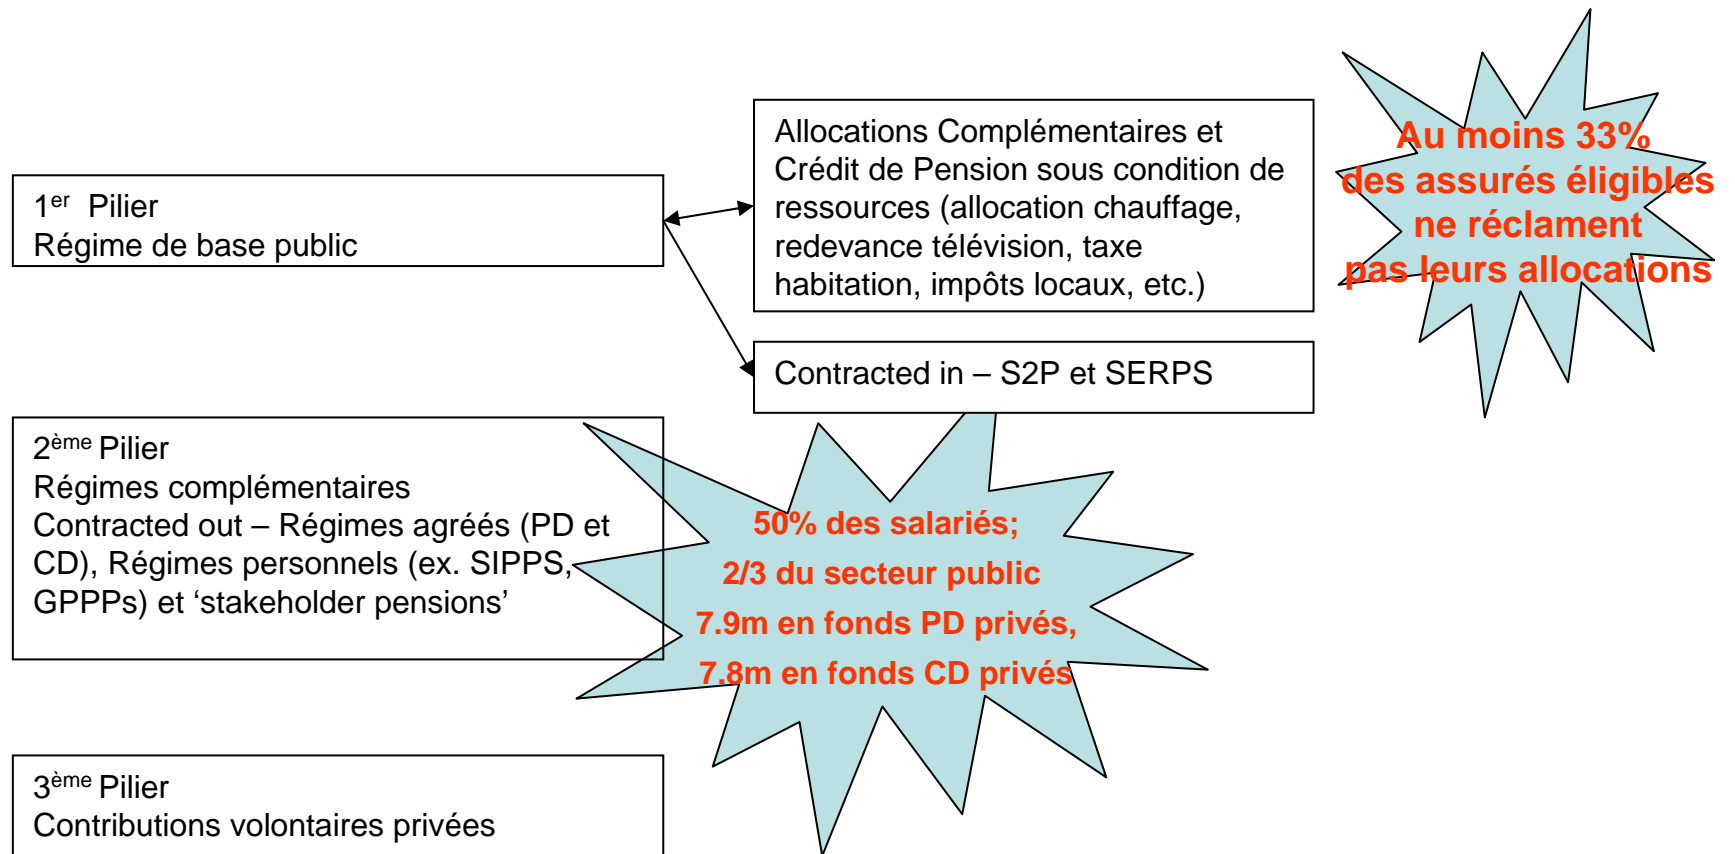 1er Pilier
Régime de base public
Allocations Complémentaires et
Crédit de Pension sous condition de
ressources (allocation chauffage,
redevance télévision, taxe
habitation, impôts locaux, etc.)
Au moins 33%
des assurés éligibles
ne réclament
pas leurs allocations
Contracted in – S2P et SERPS
2ème Pilier
Régimes complémentaires
Contracted out – Régimes agréés (PD et
CD), Régimes personnels (ex. SIPPS,
GPPPs) et ‘stakeholder pensions’
50% des salariés;
2/3 du secteur public
7.9m en fonds PD privés,
7.8m en fonds CD privés
3ème Pilier
Contributions volontaires privées